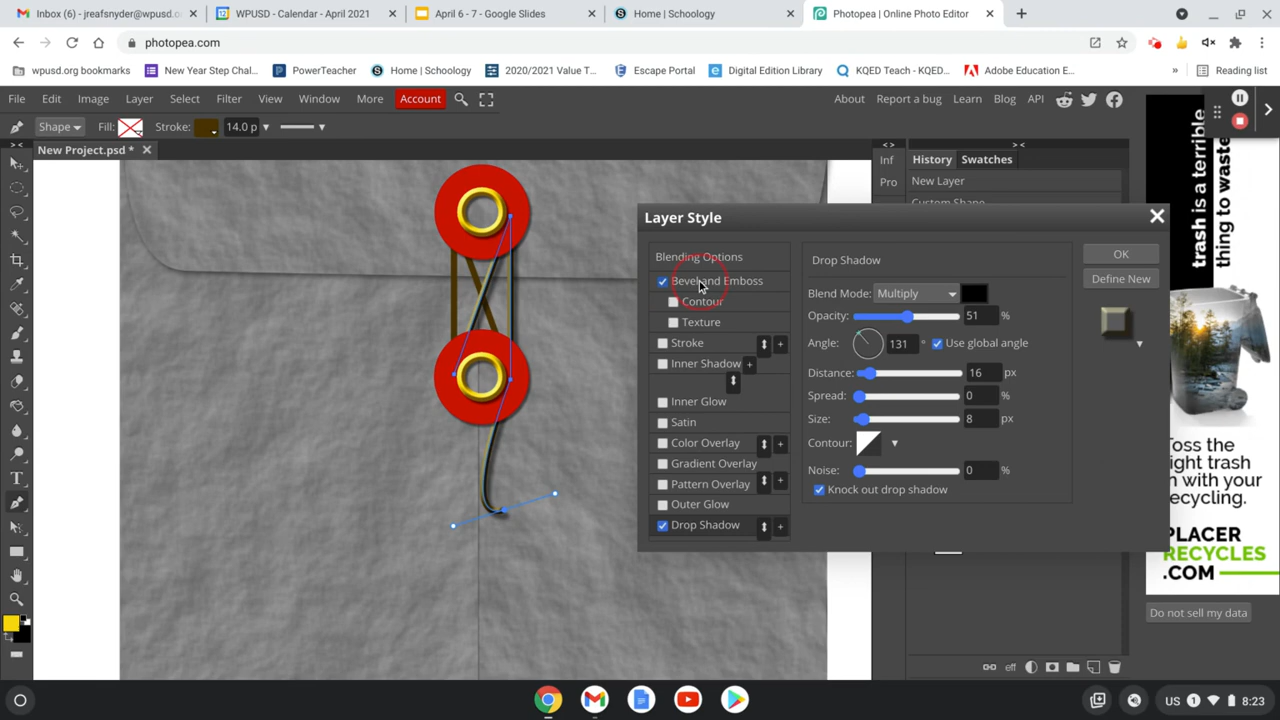 Inbox (6) - jreafsnyder@wpusd.o
WPUSD - Calendar - April 2021
April 6 - 7 - Google Slides
Home | Schoology
Photopea | Online Photo Editor
photopea.com
wpusd.org bookmarks
New Year Step Chal...
PowerTeacher
Home | Schoology
2020/2021 Value T...
Escape Portal
Digital Edition Library
KQED Teach - KQED...
Adobe Education E...
»
Reading list
File Edit Image Layer Select Filter View Window More Account
About Report a bug Learn Blog API
Shape Fill: Stroke: 14.0 p
New Project.psd *
Inf
Pro
History Swatches
New Layer
Custom Shape
Layer Style
Blending Options
Bevel and Emboss
Contour
Texture
Stroke
Inner Shadow
Inner Glow
Satin
Color Overlay
Gradient Overlay
Pattern Overlay
Outer Glow
Drop Shadow
Drop Shadow
Blend Mode: Multiply
Opacity: 51 %
Angle: 131 ° Use global angle
Distance: 16 px
Spread: 0 %
Size: 8 px
Contour:
Noise: 0 %
Knock out drop shadow
OK
Define New
trash is a terrible
thing to waste
Toss the
right trash
in with your
recycling.
PLACER
RECYCLES
.COM
Do not sell my data
eff
US 1 8:23